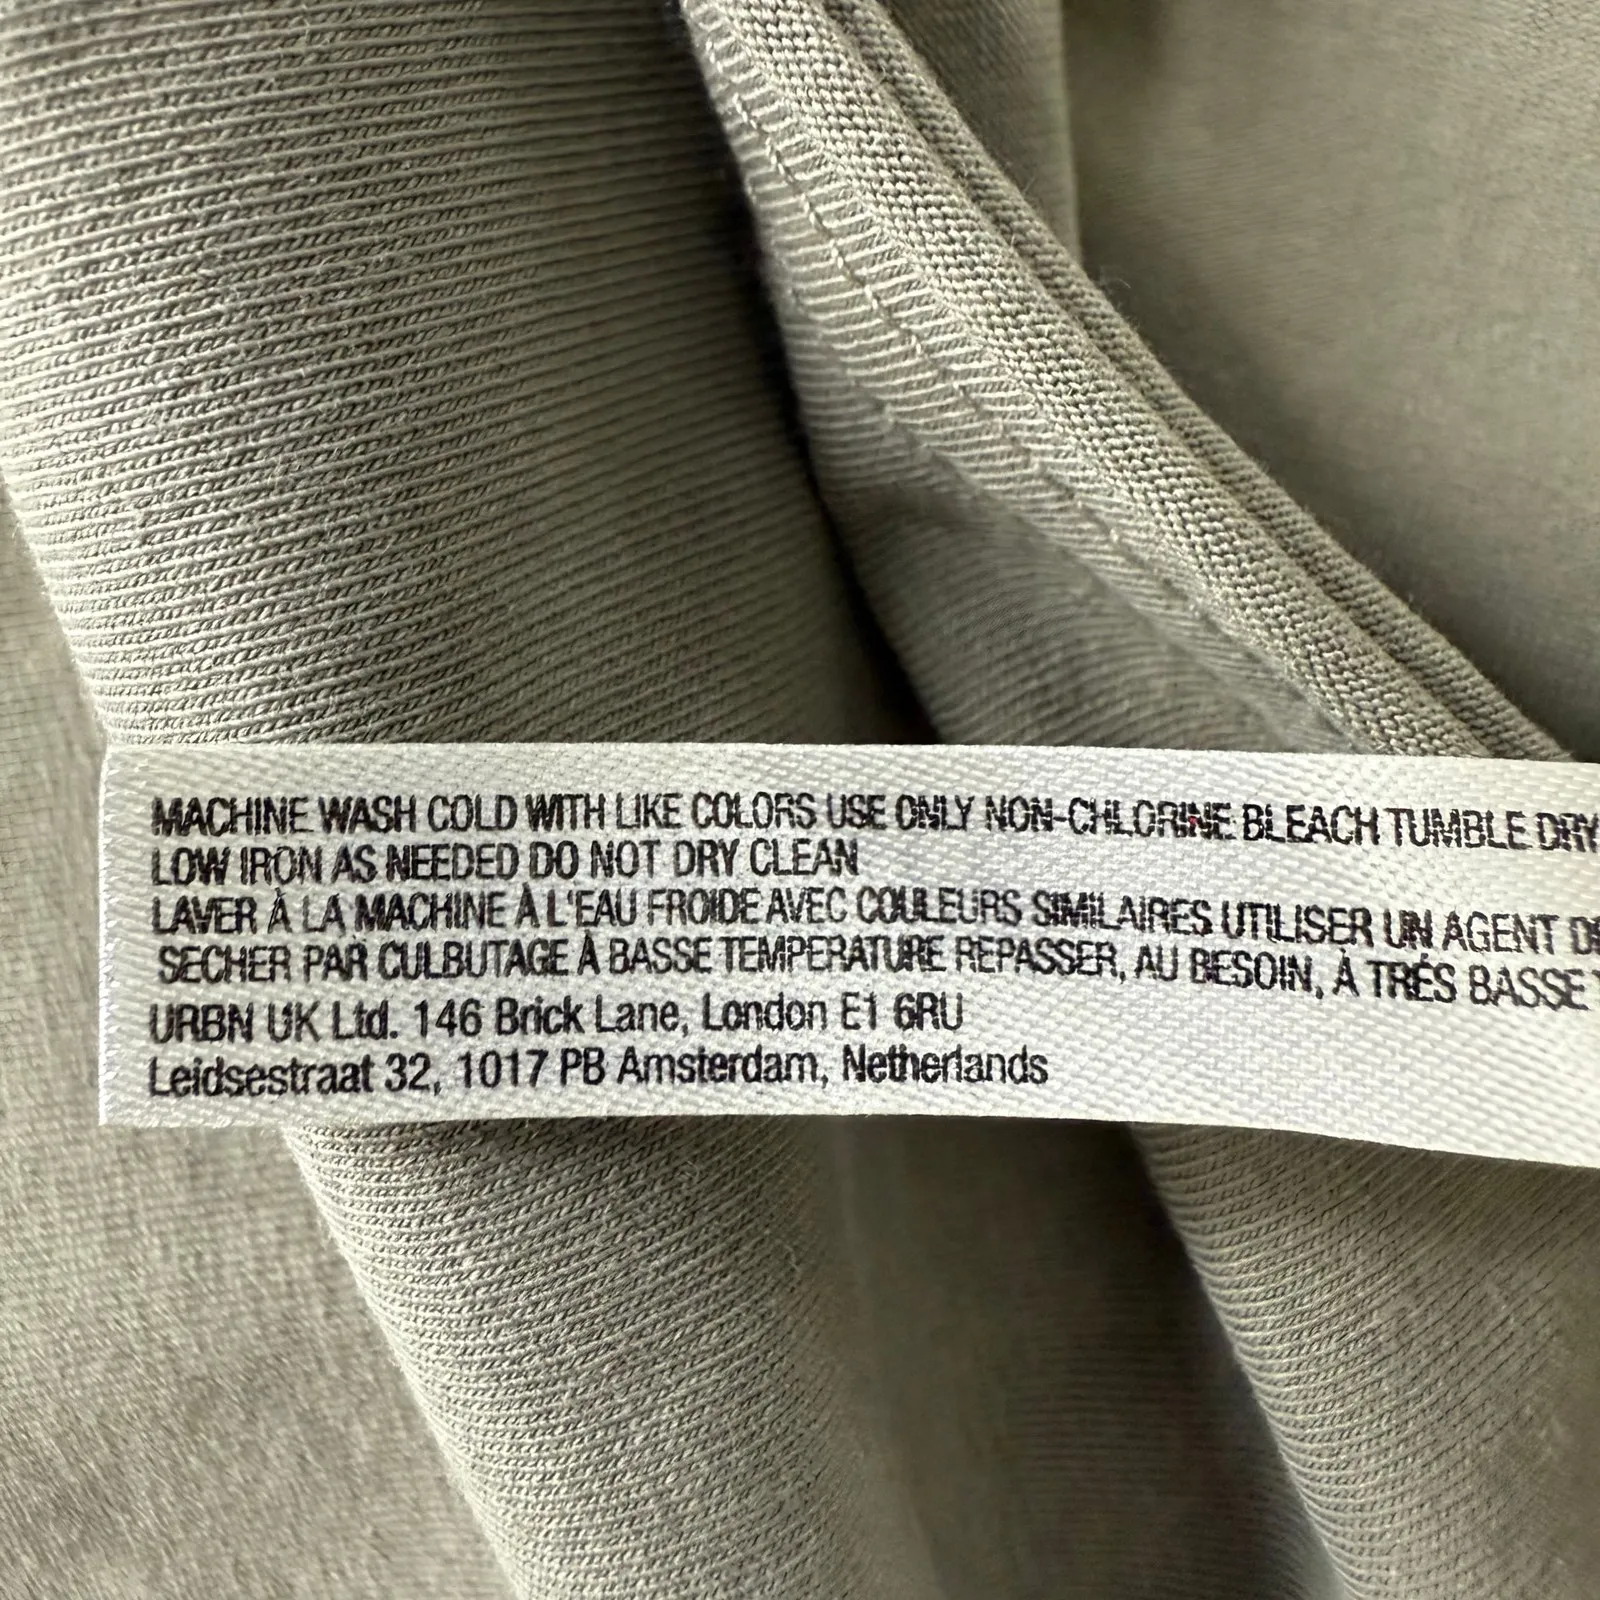 MACHINE WASH COLD WITH LIKE COLORS USE ONLY NON-CHLORINE BLEACH TUMBLE DRY
LOW IRON AS NEEDED DO NOT DRY CLEAN
LAVER À LA MACHINE À L'EAU FROIDE AVEC COULEURS SIMILAIRES UTILISER UN AGENT
SECHER PAR CULBUTAGE À BASSE TEMPERATURE REPASSER, AU BESOIN, À TRÉS BASSE
URBN UK Ltd. 146 Brick Lane, London E1 6RU
Leidsestraat 32, 1017 PB Amsterdam, Netherlands